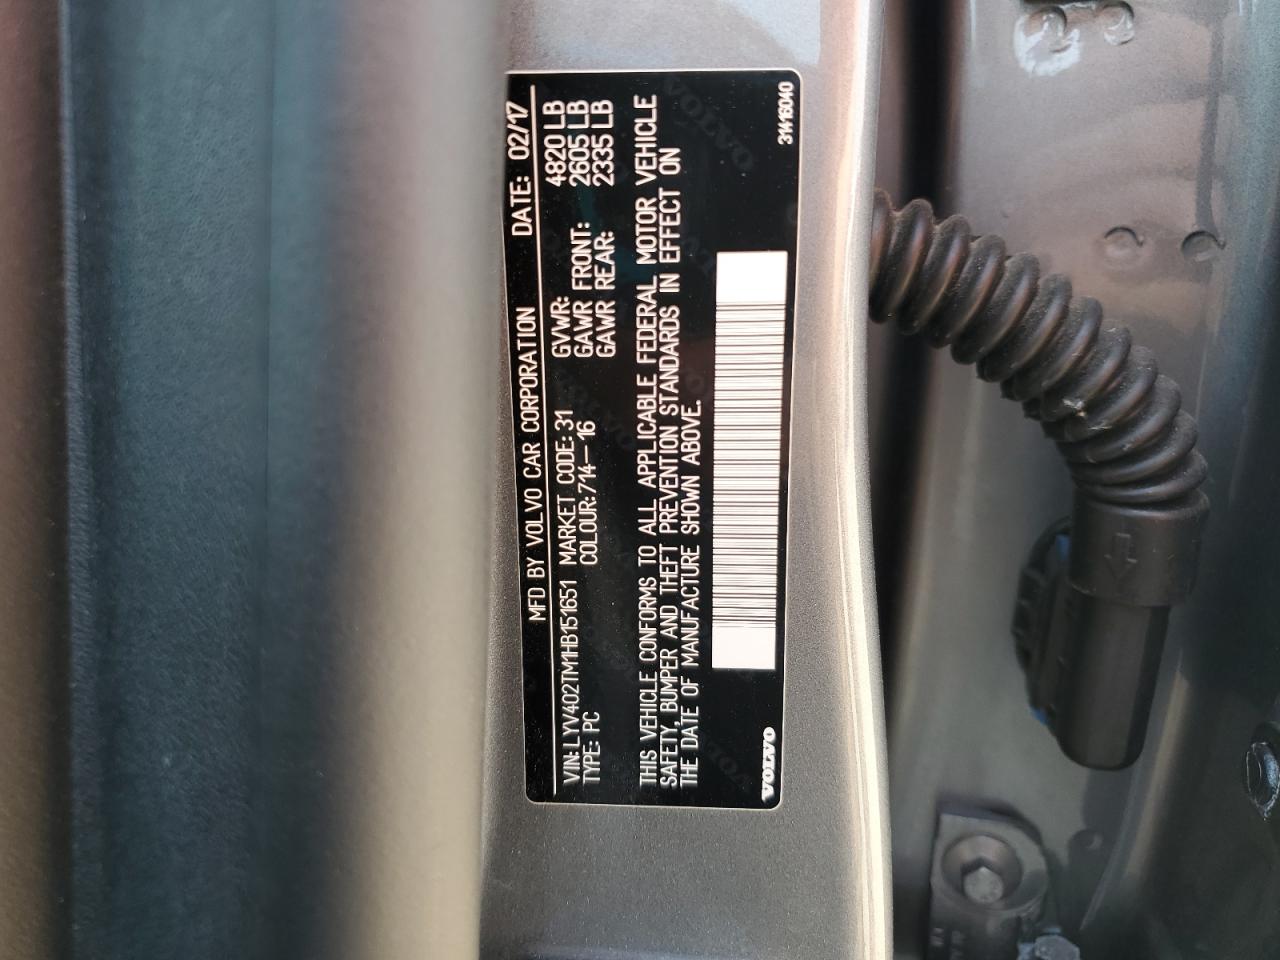 MFD BY VOLVO CAR CORPORATION DATE: 02/17
VIN: LYV402TM1HB151651 MARKET CODE: 31 GVWR: 4820 LB
TYPE: PC COLOUR: 714-16 GAWR FRONT: 2605 LB
GAWR REAR: 2335 LB
THIS VEHICLE CONFORMS TO ALL APPLICABLE FEDERAL MOTOR VEHICLE
SAFETY, BUMPER AND THEFT PREVENTION STANDARDS IN EFFECT ON
THE DATE OF MANUFACTURE SHOWN ABOVE.
VOLVO 31416040